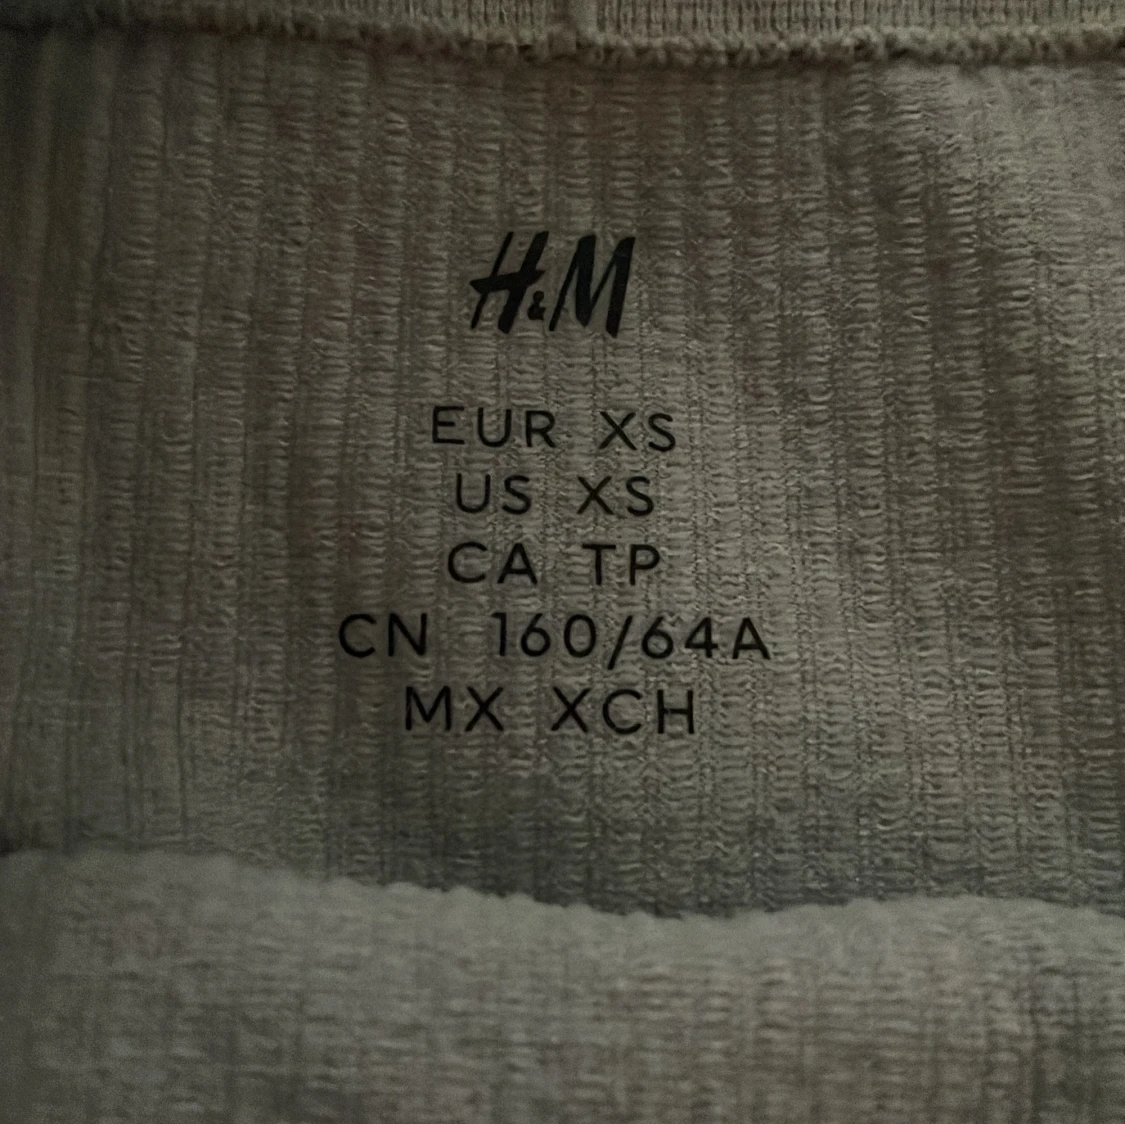 H&M
EUR XS
US XS
CA TP
CN 160/64A
MX XCH